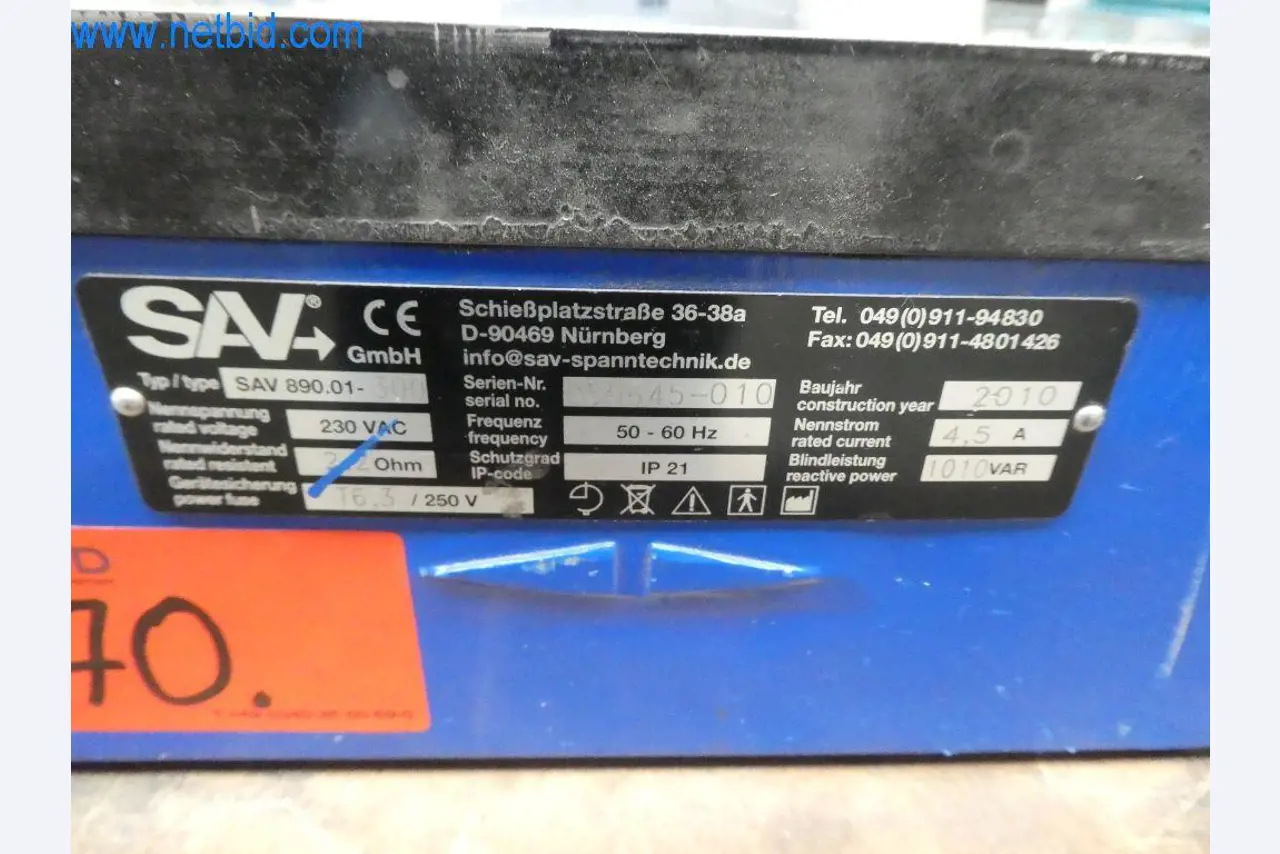 www.netbid.com
SAV® GmbH CE
Schießplatzstraße 36-38a
D-90469 Nürnberg
info@sav-spanntechnik.de
Tel. 049(0)911-94830
Fax: 049(0)911-4801426
Typ / type SAV 890.01-
Serien-Nr.
serial no. 45-010
Baujahr
construction year 2010
Nennspannung
rated voltage 230 VAC
Frequenz
frequency 50 - 60 Hz
Nennstrom
rated current 4,5 A
Nennwiderstand
rated resistent Ohm
Schutzgrad
IP-code IP 21
Blindleistung
reactive power 1010 VAR
Gerätesicherung
power fuse T6.3 / 250 V
D
70.